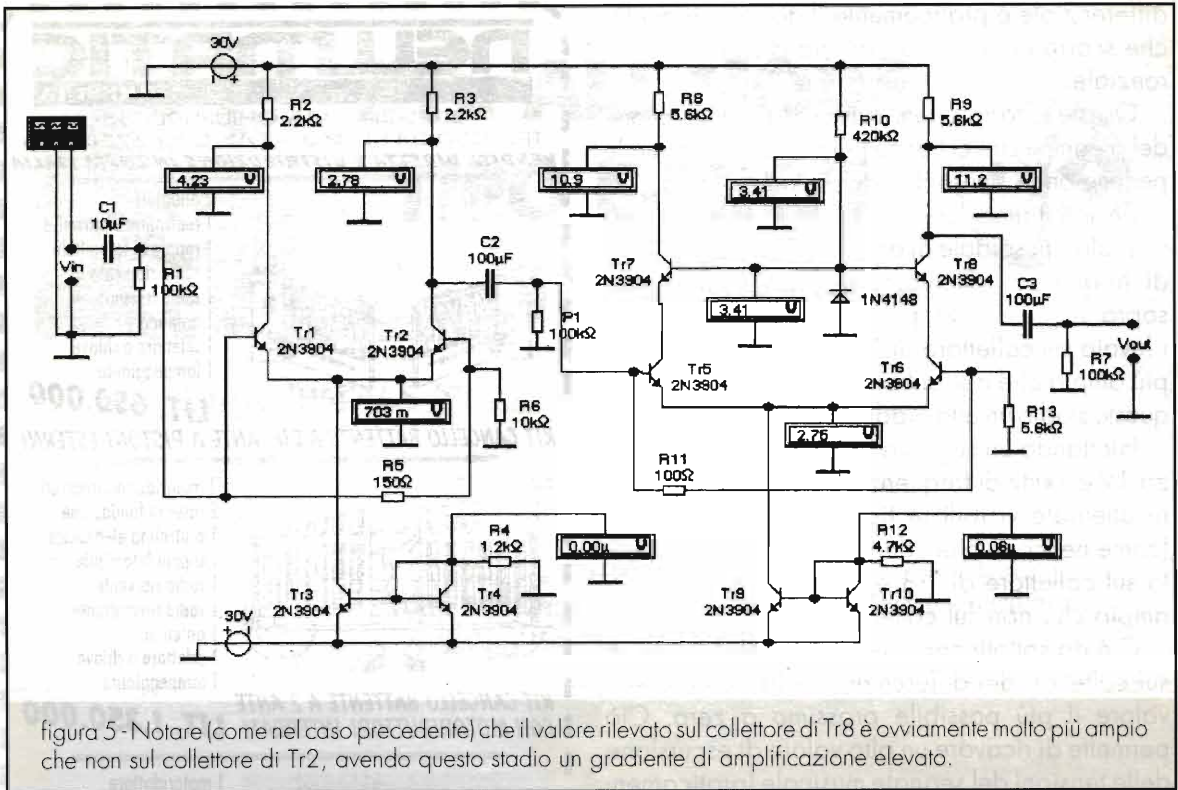 30V
R2
2.2kΩ
R3
2.2kΩ
R8
5.6kΩ
R10
420kΩ
R9
5.6kΩ
4.23 V
2.78 V
10.9 V
3.41 V
11.2 V
C1
10µF
Vin
R1
100kΩ
C2
100µF
P1
100kΩ
Tr1
2N3904
Tr2
2N3904
Tr7
2N3904
3.41 V
1N4148
Tr8
2N3904
C3
100µF
R7
100kΩ
Vout
703 m V
R6
10kΩ
Tr5
2N3904
Tr6
2N3904
2.75 V
R13
5.6kΩ
R5
150Ω
R11
100Ω
R4
1.2kΩ
0.00µ V
R12
4.7kΩ
0.06µ V
Tr3
2N3904
Tr4
2N3904
Tr9
2N3904
Tr10
2N3904
30V
figura 5 - Notare (come nel caso precedente) che il valore rilevato sul collettore di Tr8 è ovviamente molto più ampio
che non sul collettore di Tr2, avendo questo stadio un gradiente di amplificazione elevato.